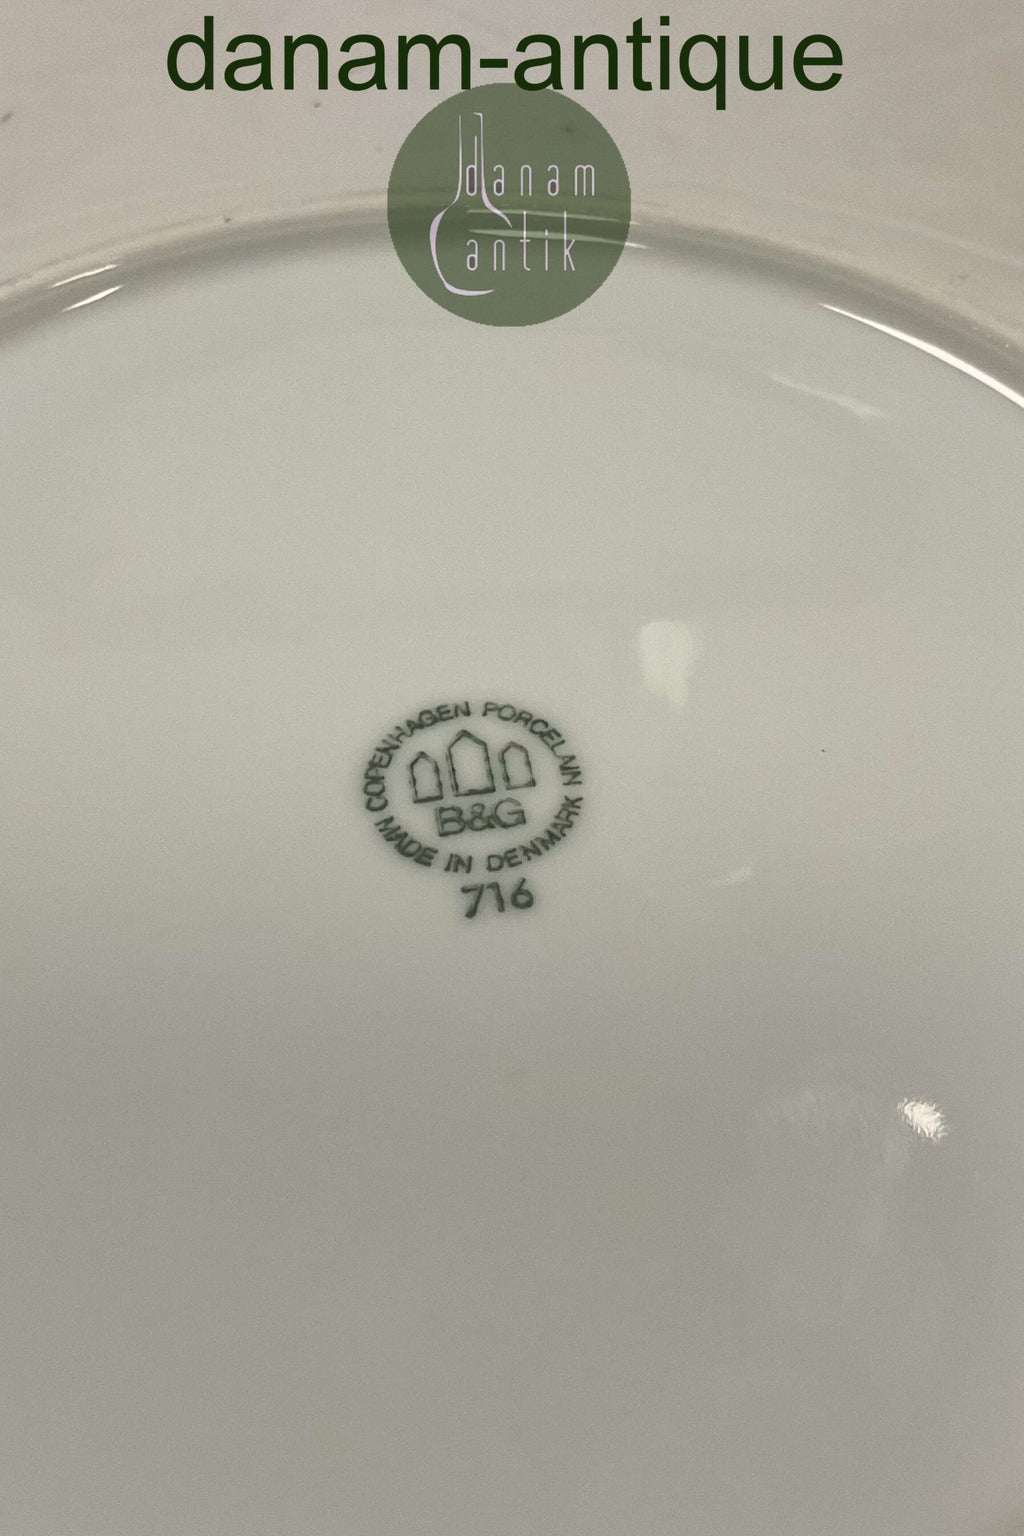 danam-antique
danam
antik
COPENHAGEN PORCELAIN
B&G
MADE IN DENMARK
716